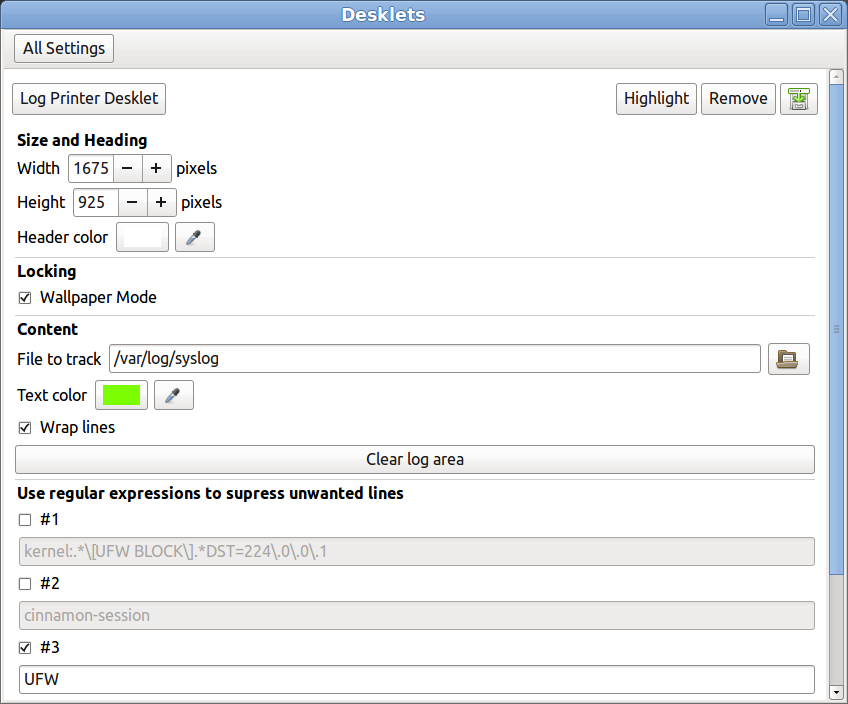 Desklets
All Settings
Log Printer Desklet Highlight Remove
Size and Heading
Width 1675 − + pixels
Height 925 − + pixels
Header color
Locking
Wallpaper Mode
Content
File to track /var/log/syslog
Text color
Wrap lines
Clear log area
Use regular expressions to supress unwanted lines
#1
kernel:.*\[UFW BLOCK\].*DST=224\.0\.0\.1
#2
cinnamon-session
#3
UFW